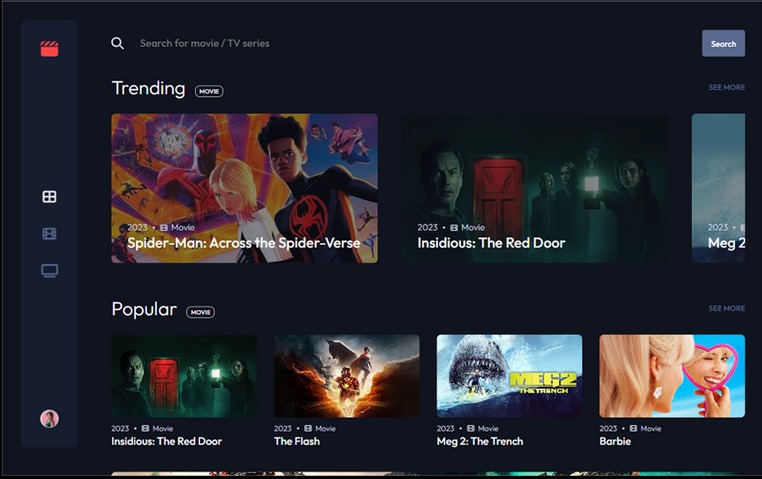 Search for movie / TV series
Search
Trending
MOVIE
SEE MORE
2023 • Movie
Spider-Man: Across the Spider-Verse
2023 • Movie
Insidious: The Red Door
2023 •
Meg 2
Popular
MOVIE
SEE MORE
MEG2
THE TRENCH
2023 • Movie
Insidious: The Red Door
2023 • Movie
The Flash
2023 • Movie
Meg 2: The Trench
2023 • Movie
Barbie